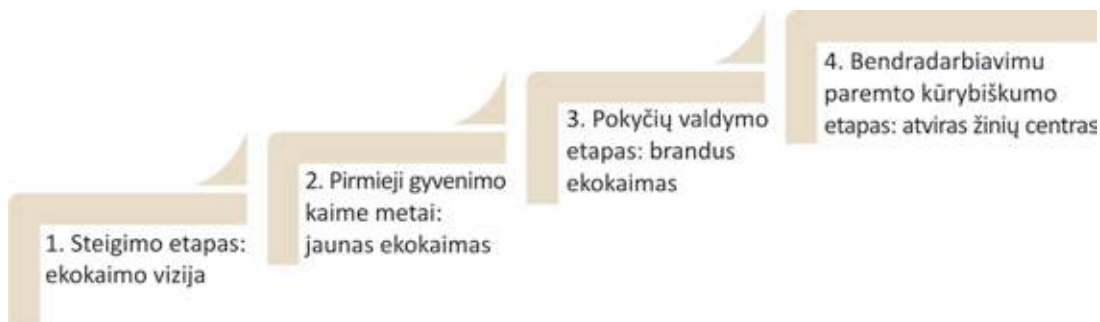 1. Steigimo etapas:
ekokaimo vizija
2. Pirmieji gyvenimo
kaime metai:
jaunas ekokaimas
3. Pokyčių valdymo
etapas: brandus
ekokaimas
4. Bendradarbiavimu
paremto kūrybiškumo
etapas: atviras žinių centras